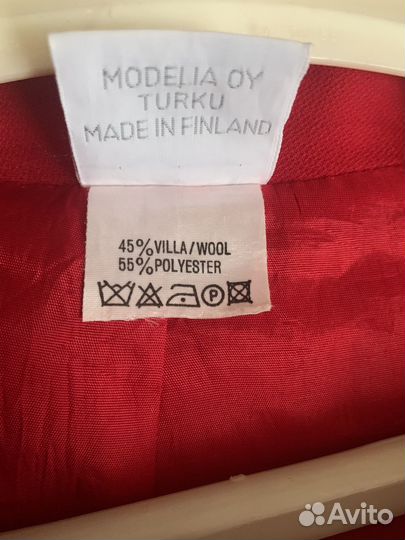 MODELIA OY
TURKU
MADE IN FINLAND
45% VILLA/WOOL
55% POLYESTER
P
Avito